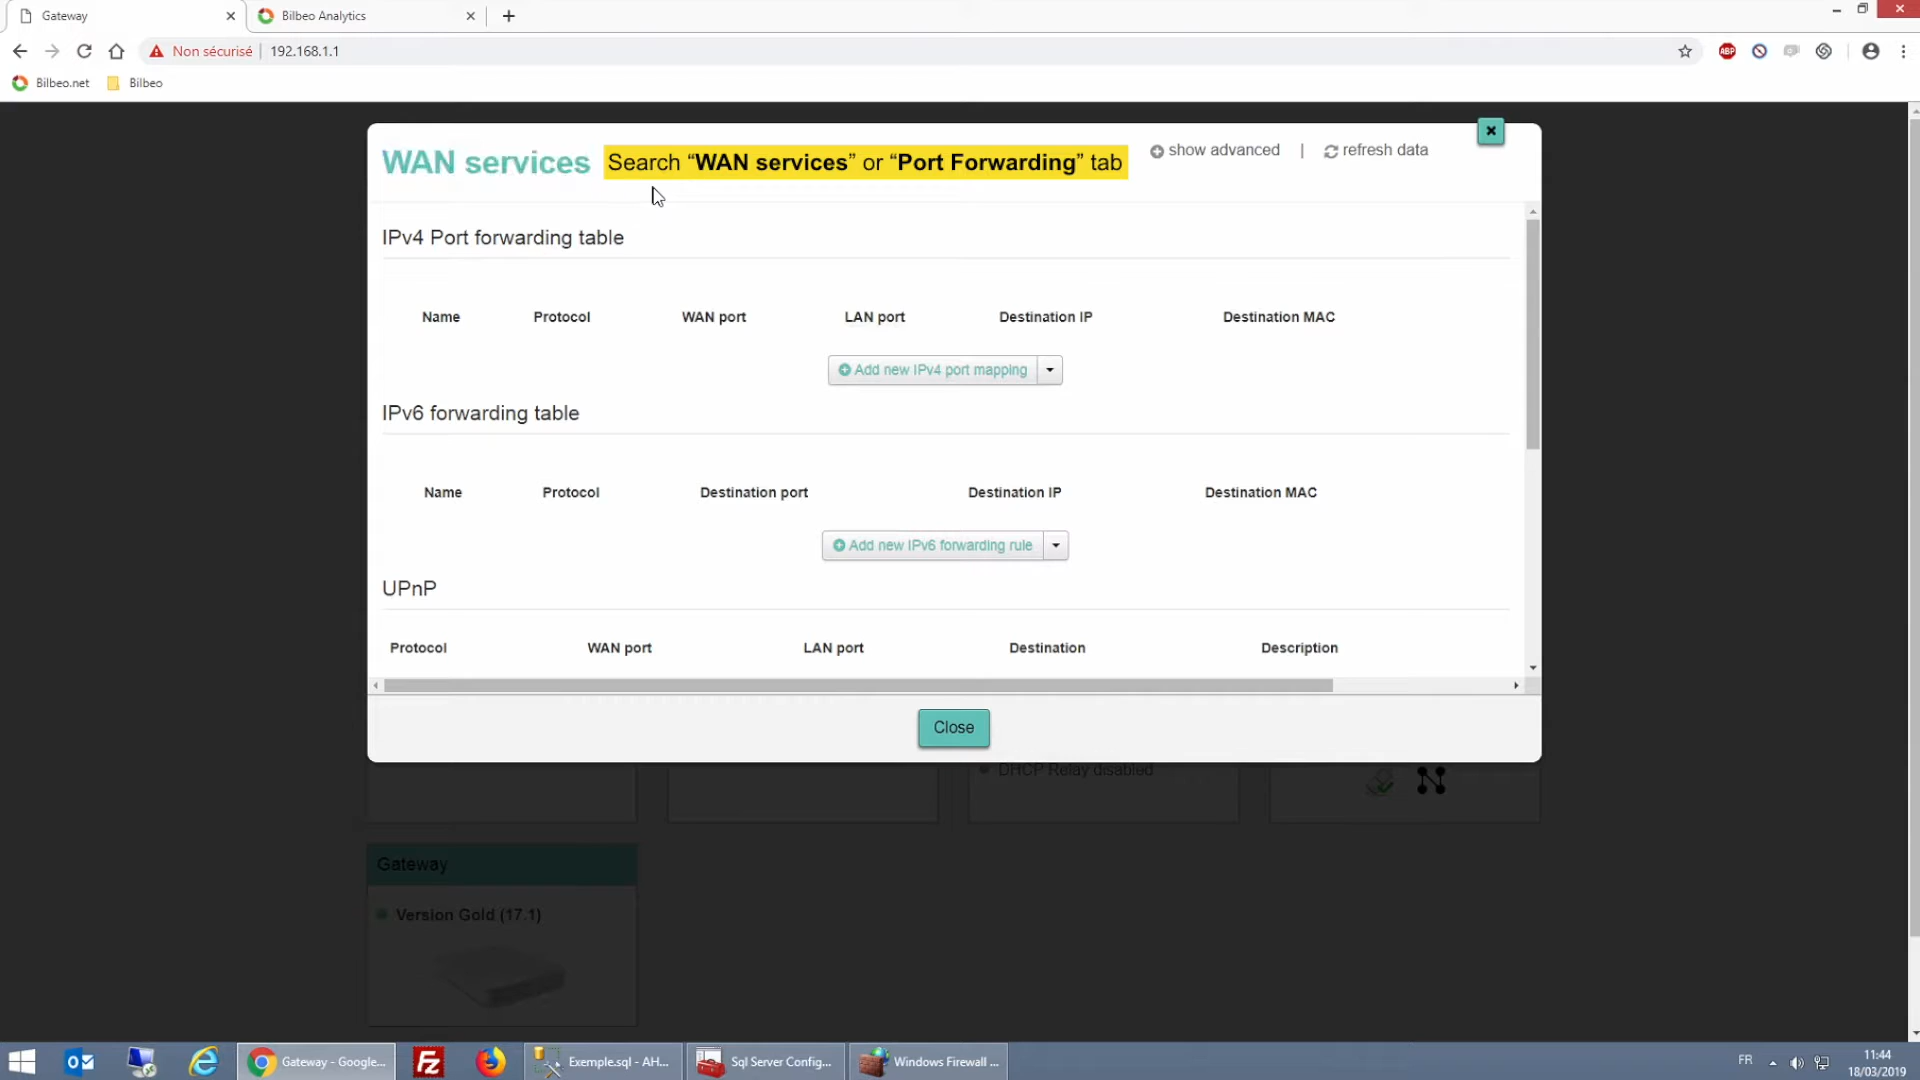 Gateway
Bilbeo Analytics
Non sécurisé
192.168.1.1
ABP
Bilbeo.net
Bilbeo
WAN services
Search “WAN services” or “Port Forwarding” tab
show advanced | refresh data
IPv4 Port forwarding table
Name Protocol WAN port LAN port Destination IP Destination MAC
Add new IPv4 port mapping
IPv6 forwarding table
Name Protocol Destination port Destination IP Destination MAC
Add new IPv6 forwarding rule
UPnP
Protocol WAN port LAN port Destination Description
Close
DHCP Relay disabled
Gateway
Version Gold (17.1)
Gateway - Google...
Exemple.sql - AH...
Sql Server Config...
Windows Firewall ...
FR
11:44
18/03/2019